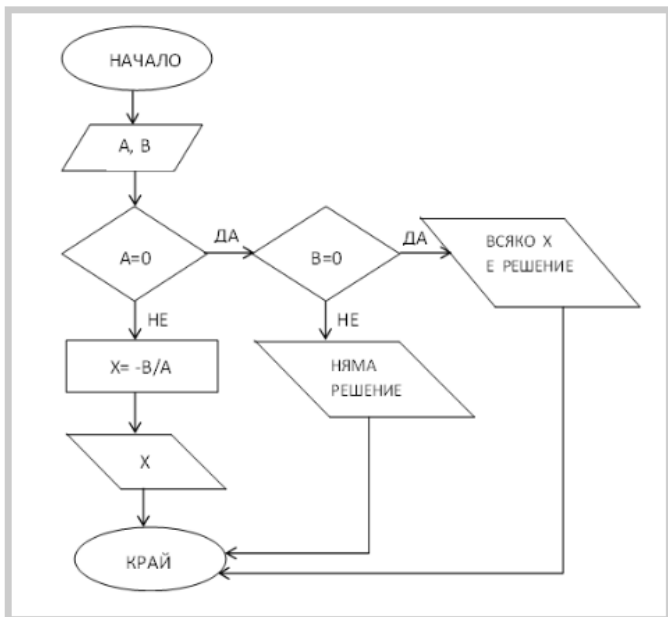 НАЧАЛО
А, В
А=0
ДА
В=0
ДА
ВСЯКО Х
Е РЕШЕНИЕ
НЕ
НЕ
Х= -В/А
НЯМА
РЕШЕНИЕ
Х
КРАЙ